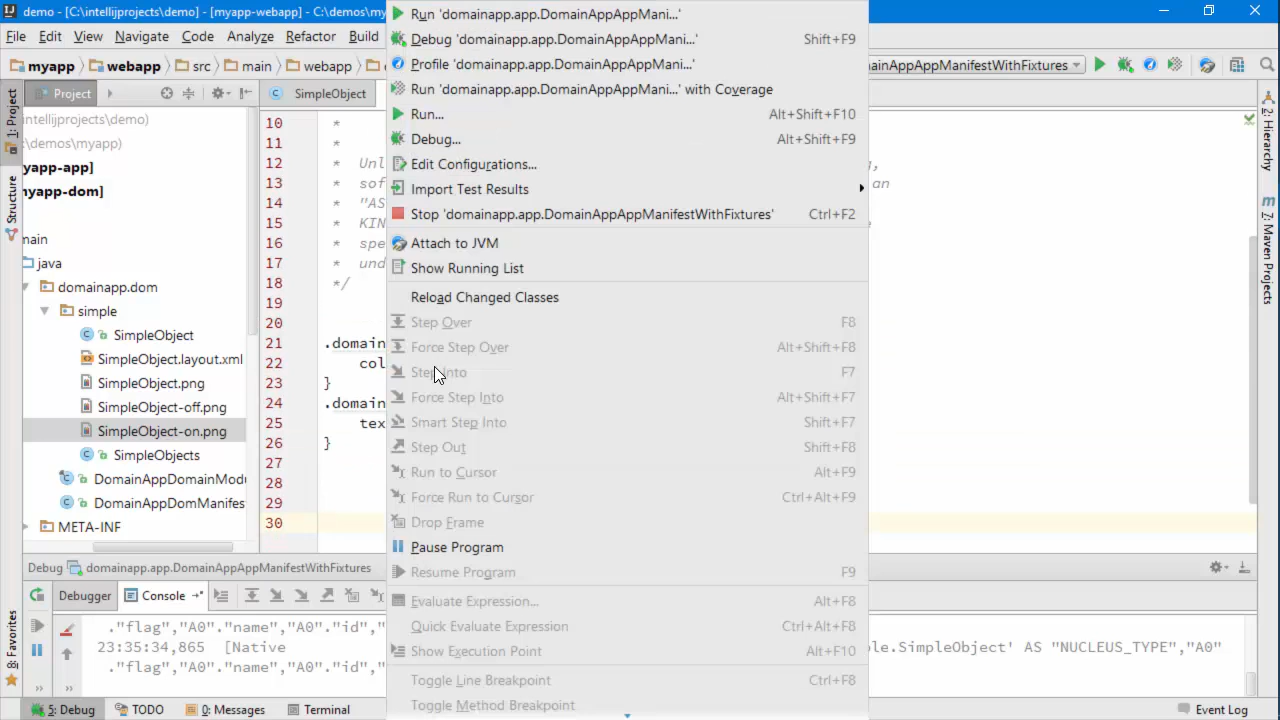 demo - [C:\intellijprojects\demo] - [myapp-webapp] - C:\demos\my
File Edit View Navigate Code Analyze Refactor Build
myapp webapp src main webapp
AppManifestWithFixtures
1: Project
Structure
8: Favorites
Project
intellijprojects\demo)
:\demos\myapp)
yapp-app]
yapp-dom]
main
java
domainapp.dom
simple
SimpleObject
SimpleObject.layout.xml
SimpleObject.png
SimpleObject-off.png
SimpleObject-on.png
SimpleObjects
DomainAppDomainModu
DomainAppDomManifes
META-INF
SimpleObject
10 *
11 *
12 * Unl
13 * sof an
14 * "AS
15 * KIN
16 * spe
17 * und
18 */
19
20
21 .domain
22 col
23 }
24 .domain
25 tex
26 }
27
28
29
30
Run 'domainapp.app.DomainAppAppMani...'
Debug 'domainapp.app.DomainAppAppMani...' Shift+F9
Profile 'domainapp.app.DomainAppAppMani...'
Run 'domainapp.app.DomainAppAppMani...' with Coverage
Run... Alt+Shift+F10
Debug... Alt+Shift+F9
Edit Configurations...
Import Test Results
Stop 'domainapp.app.DomainAppAppManifestWithFixtures' Ctrl+F2
Attach to JVM
Show Running List
Reload Changed Classes
Step Over F8
Force Step Over Alt+Shift+F8
Step Into F7
Force Step Into Alt+Shift+F7
Smart Step Into Shift+F7
Step Out Shift+F8
Run to Cursor Alt+F9
Force Run to Cursor Ctrl+Alt+F9
Drop Frame
Pause Program
Resume Program F9
Evaluate Expression... Alt+F8
Quick Evaluate Expression Ctrl+Alt+F8
Show Execution Point Alt+F10
Toggle Line Breakpoint Ctrl+F8
Toggle Method Breakpoint
2: Hierarchy
7: Maven Projects
Debug domainapp.app.DomainAppAppManifestWithFixtures
Debugger Console
."flag","A0"."name","A0"."id","
23:35:34,865 [Native le.SimpleObject' AS "NUCLEUS_TYPE","A0"
."flag","A0"."name","A0"."id","
5: Debug TODO 0: Messages Terminal Event Log